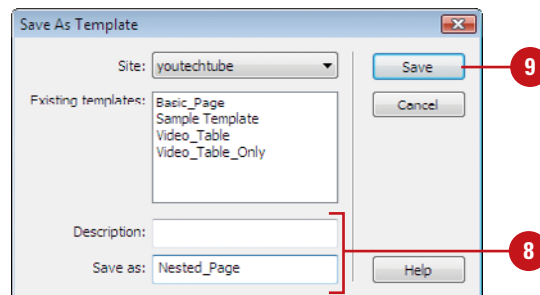 Save As Template
Site: youtechtube
Save
9
Existing templates: Basic_Page
Sample Template
Video_Table
Video_Table_Only
Cancel
Description:
8
Save as: Nested_Page
Help